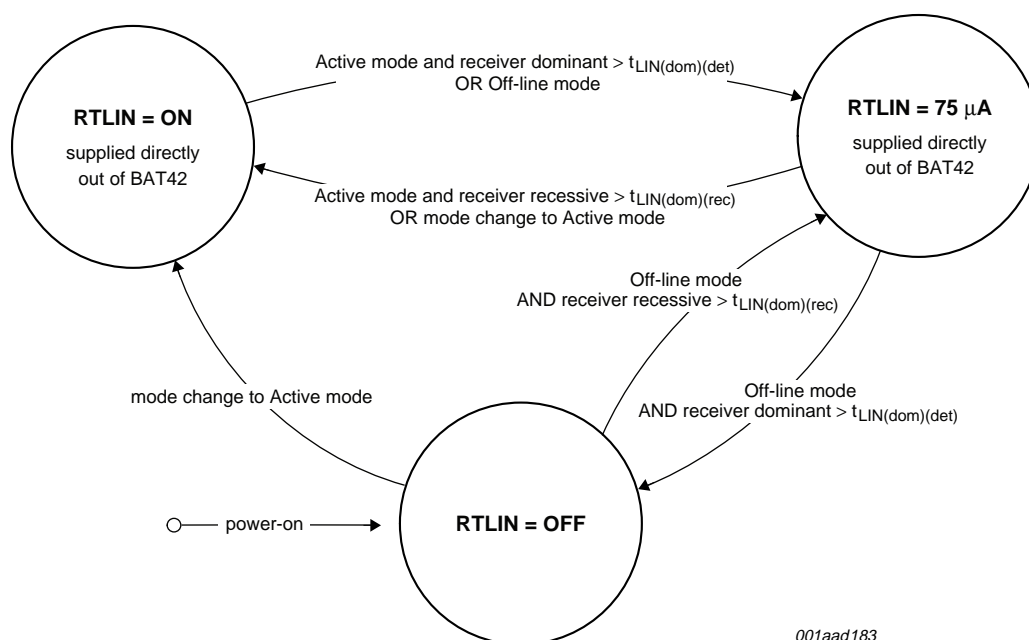 Active mode and receiver dominant > tLIN(dom)(det)
OR Off-line mode
RTLIN = ON
supplied directly
out of BAT42
RTLIN = 75 μA
supplied directly
out of BAT42
Active mode and receiver recessive > tLIN(dom)(rec)
OR mode change to Active mode
Off-line mode
AND receiver recessive > tLIN(dom)(rec)
mode change to Active mode
Off-line mode
AND receiver dominant > tLIN(dom)(det)
power-on
RTLIN = OFF
001aad183